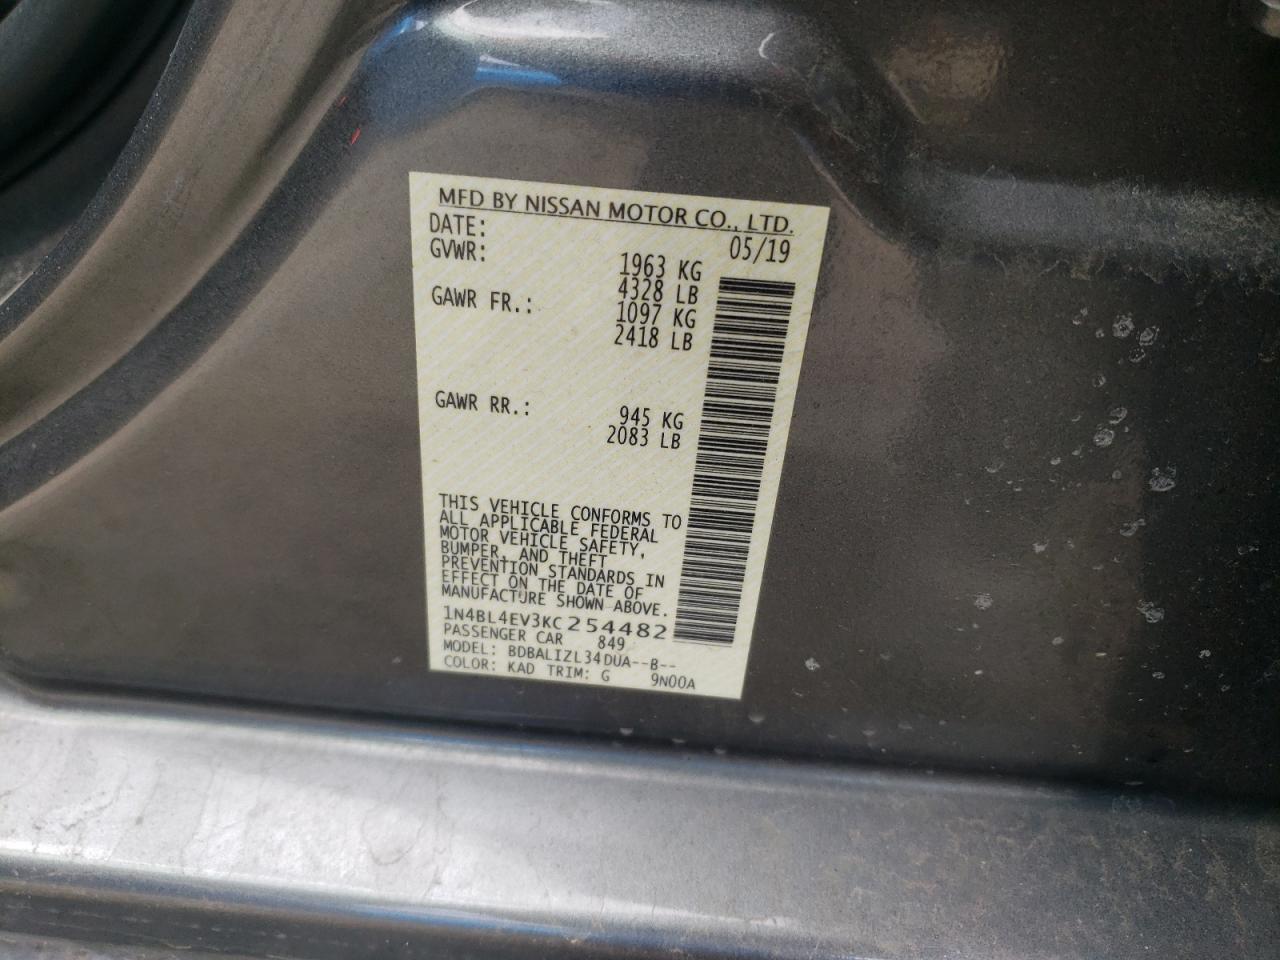 MFD BY NISSAN MOTOR CO., LTD.
DATE: 05/19
GVWR: 1963 KG
4328 LB
GAWR FR.: 1097 KG
2418 LB
GAWR RR.: 945 KG
2083 LB
THIS VEHICLE CONFORMS TO
ALL APPLICABLE FEDERAL
MOTOR VEHICLE SAFETY,
BUMPER, AND THEFT
PREVENTION STANDARDS IN
EFFECT ON THE DATE OF
MANUFACTURE SHOWN ABOVE.
1N4BL4EV3KC254482
PASSENGER CAR 849
MODEL: BDBALIZL34DUA--B--
COLOR: KAD TRIM: G 9N00A